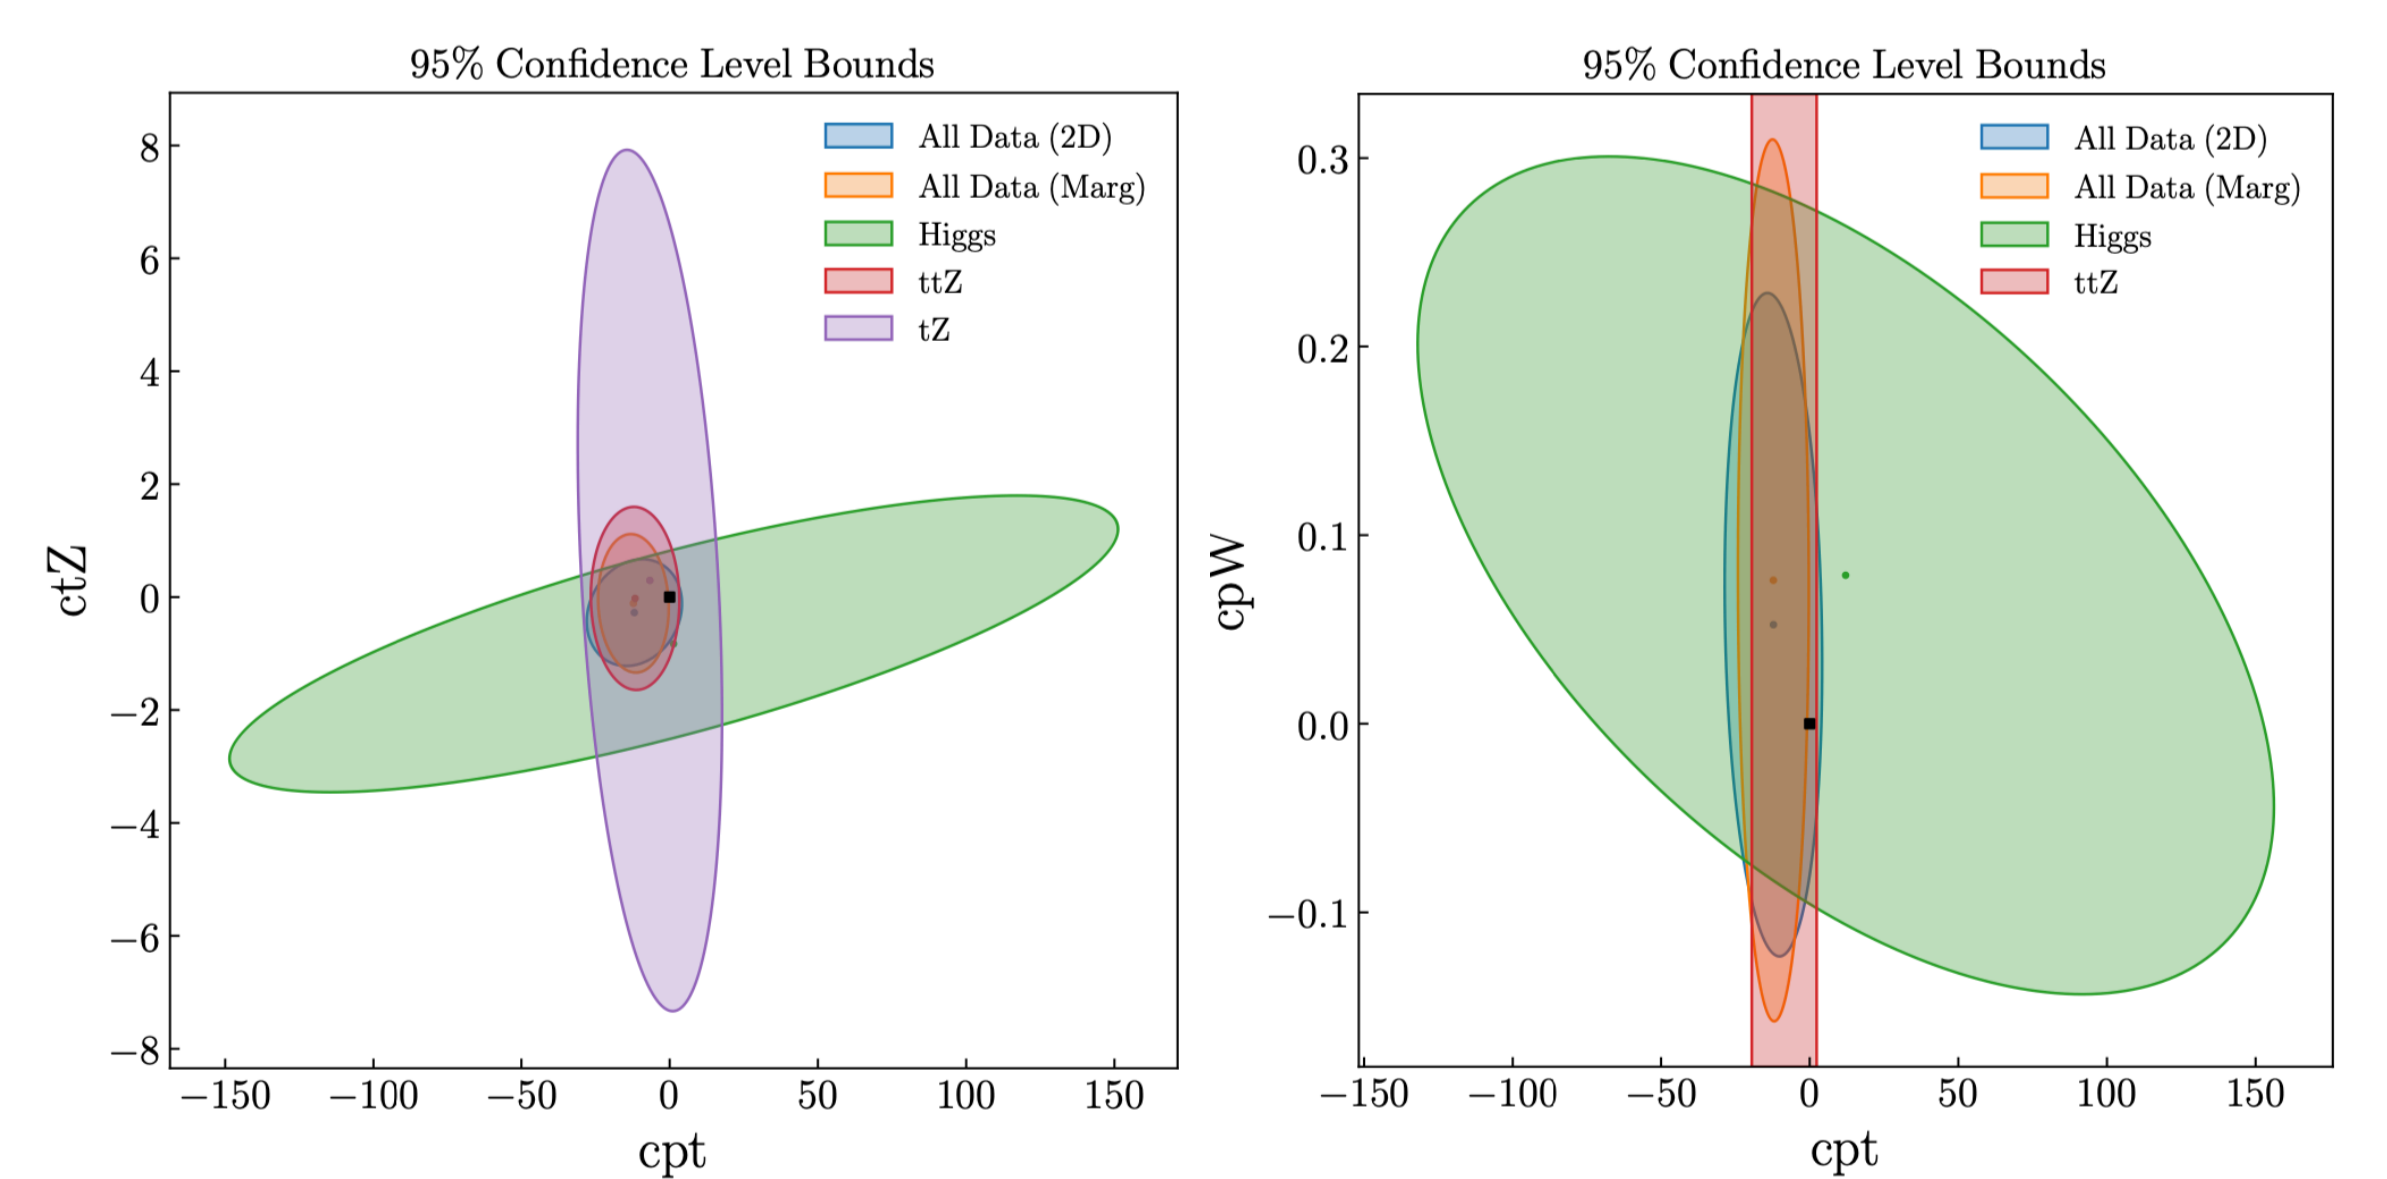 95% Confidence Level Bounds
8
6
4
2
0
−2
−4
−6
−8
ctZ
All Data (2D)
All Data (Marg)
Higgs
ttZ
tZ
−150 −100 −50 0 50 100 150
cpt
95% Confidence Level Bounds
0.3
0.2
0.1
0.0
−0.1
cpW
All Data (2D)
All Data (Marg)
Higgs
ttZ
−150 −100 −50 0 50 100 150
cpt